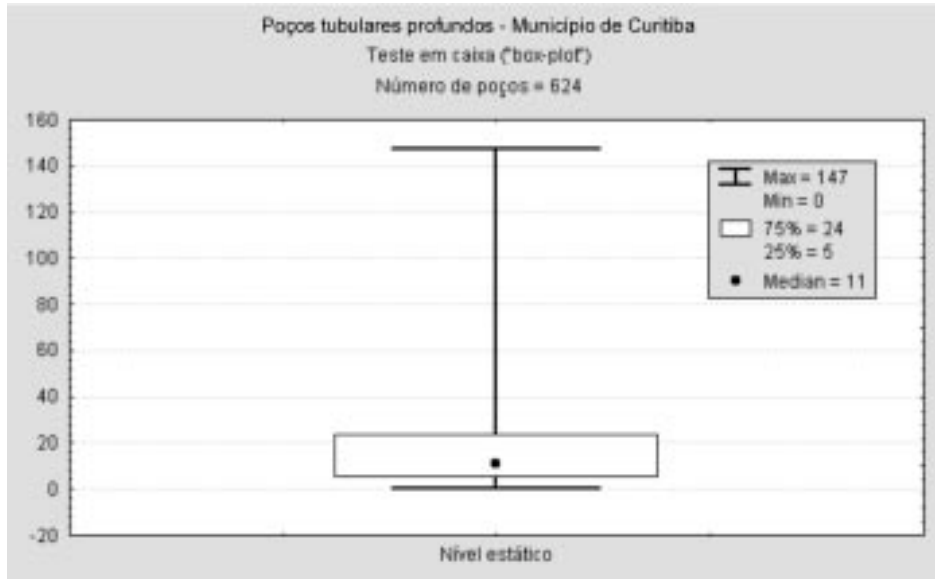 Poços tubulares profundos - Município de Curitiba
Teste em caixa ("box-plot")
Número de poços = 624
160
140
120
100
80
60
40
20
0
-20
Max = 147
Min = 0
75% = 24
25% = 5
Median = 11
Nível estático